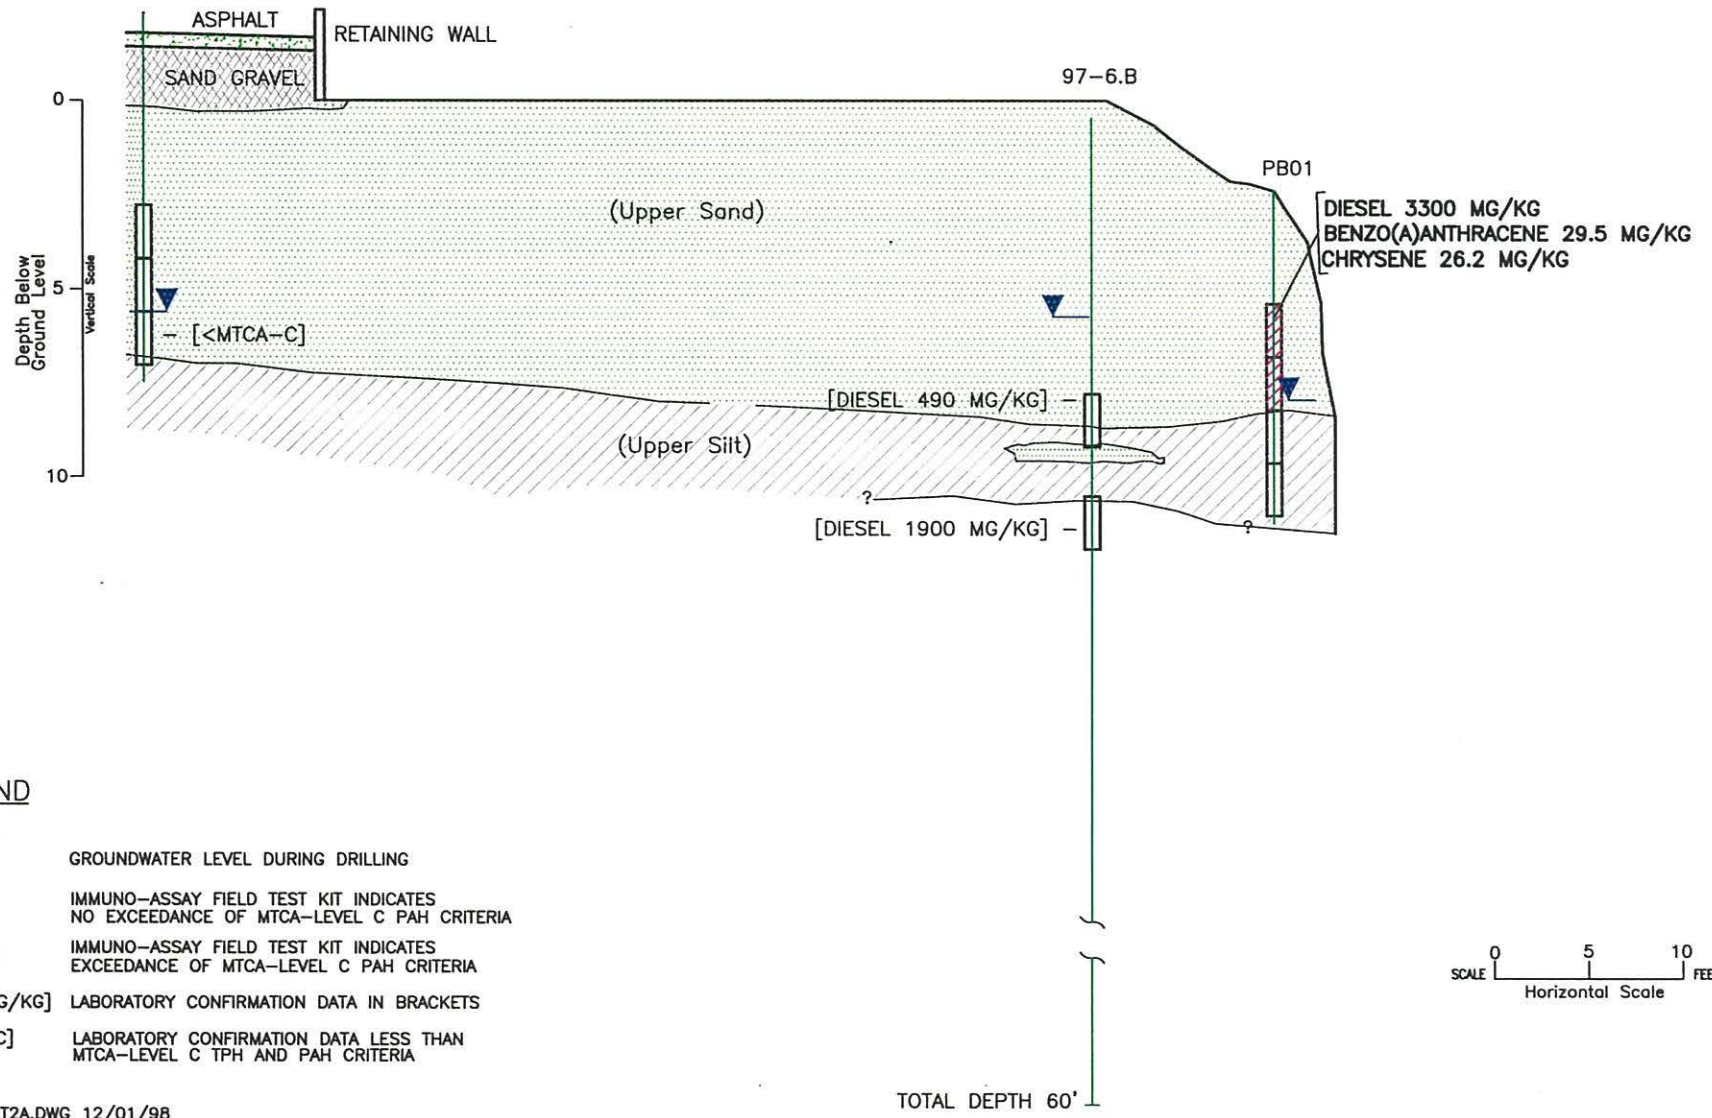 ASPHALT
RETAINING WALL
SAND GRAVEL
97-6.B
0
PB01
(Upper Sand)
DIESEL 3300 MG/KG
BENZO(A)ANTHRACENE 29.5 MG/KG
CHRYSENE 26.2 MG/KG
Depth Below
Ground Level
Vertical Scale
5
[<MTCA-C]
[DIESEL 490 MG/KG]
(Upper Silt)
10
?
[DIESEL 1900 MG/KG]
?
ND
GROUNDWATER LEVEL DURING DRILLING
IMMUNO-ASSAY FIELD TEST KIT INDICATES
NO EXCEEDANCE OF MTCA-LEVEL C PAH CRITERIA
IMMUNO-ASSAY FIELD TEST KIT INDICATES
EXCEEDANCE OF MTCA-LEVEL C PAH CRITERIA
G/KG] LABORATORY CONFIRMATION DATA IN BRACKETS
C] LABORATORY CONFIRMATION DATA LESS THAN
MTCA-LEVEL C TPH AND PAH CRITERIA
0 5 10
SCALE FEE
Horizontal Scale
TOTAL DEPTH 60'
T2A.DWG 12/01/98